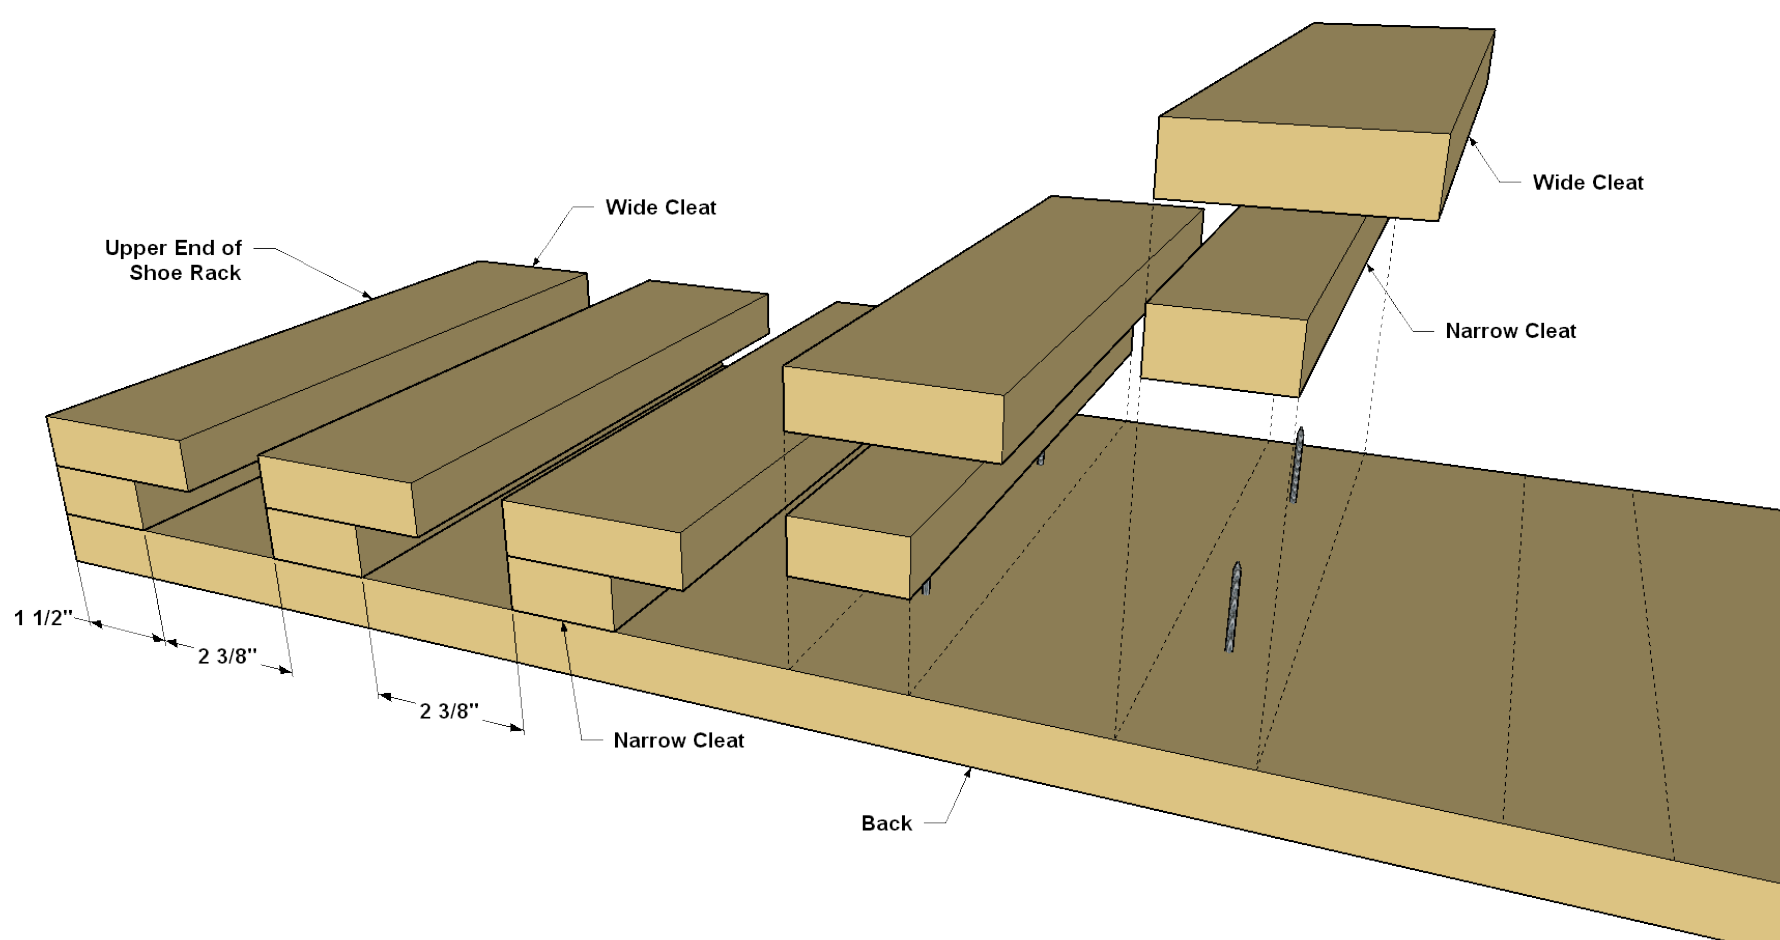 Wide Cleat
Wide Cleat
Upper End of
Shoe Rack
Narrow Cleat
1 1/2"
2 3/8"
2 3/8"
Narrow Cleat
Back